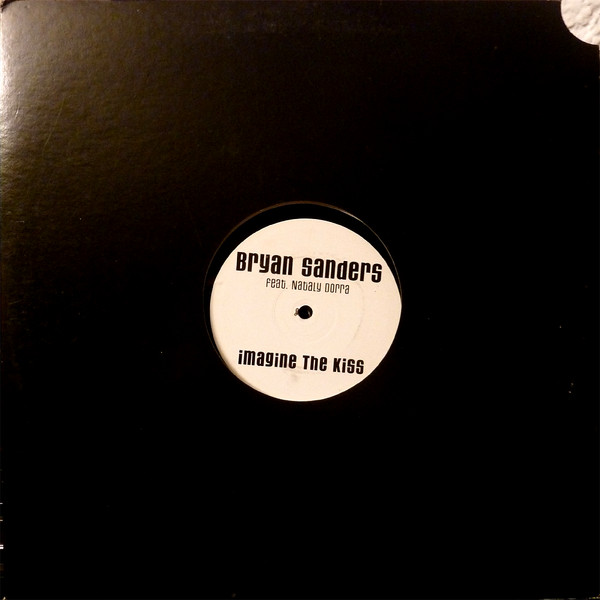 Bryan Sanders
feat. Nataly Dorra
imagine The Kiss